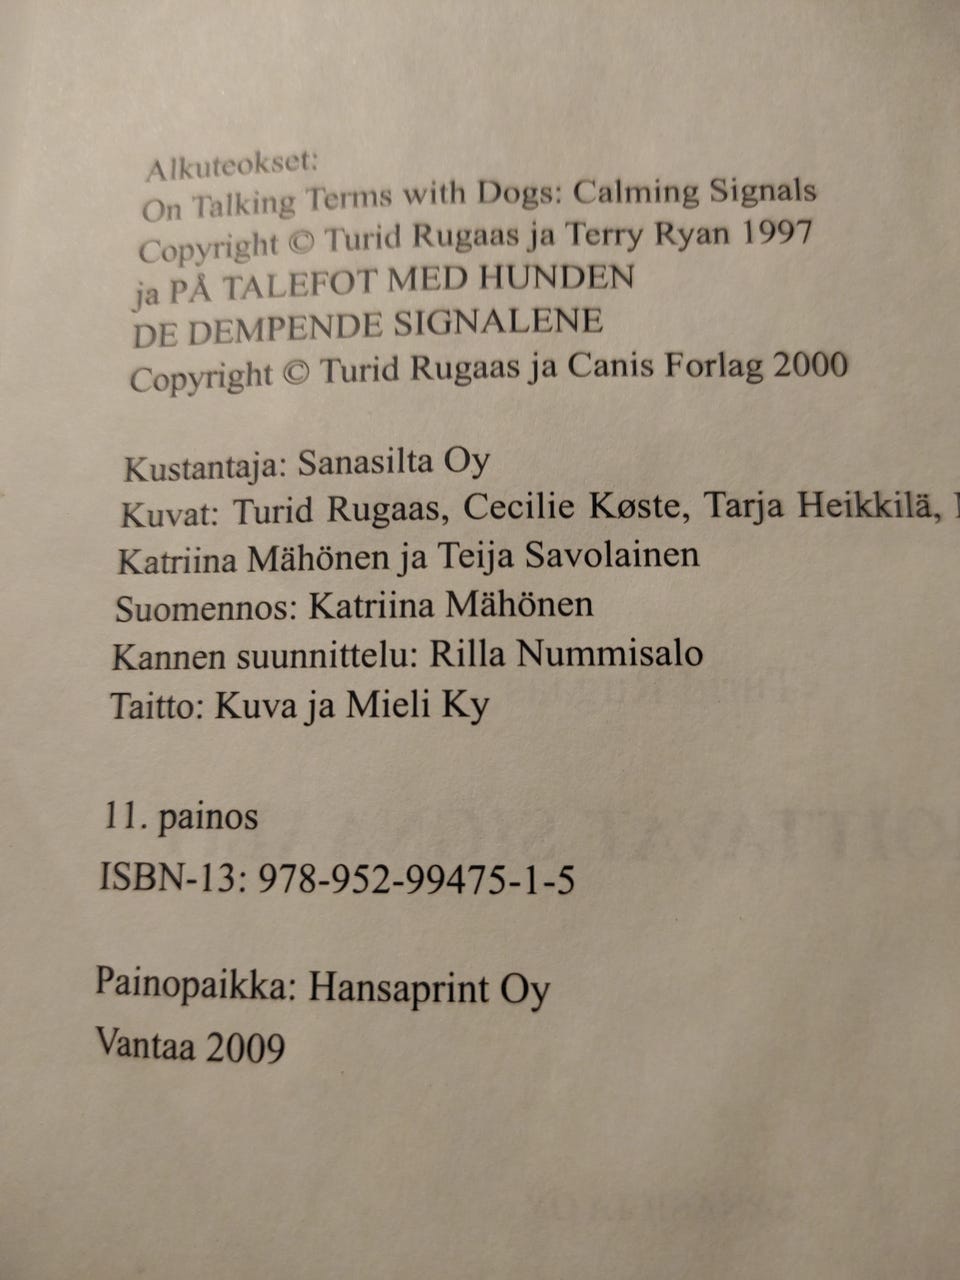 Alkuteokset:
On Talking Terms with Dogs: Calming Signals
Copyright © Turid Rugaas ja Terry Ryan 1997
ja PÅ TALEFOT MED HUNDEN
DE DEMPENDE SIGNALENE
Copyright © Turid Rugaas ja Canis Forlag 2000
Kustantaja: Sanasilta Oy
Kuvat: Turid Rugaas, Cecilie Køste, Tarja Heikkilä,
Katriina Mähönen ja Teija Savolainen
Suomennos: Katriina Mähönen
Kannen suunnittelu: Rilla Nummisalo
Taitto: Kuva ja Mieli Ky
11. painos
ISBN-13: 978-952-99475-1-5
Painopaikka: Hansaprint Oy
Vantaa 2009